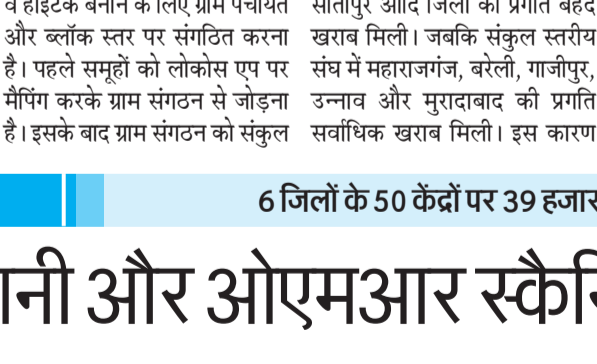 व हाईटेक बनाने के लिए ग्राम पंचायत
और ब्लॉक स्तर पर संगठित करना
है। पहले समूहों को लोकोस एप पर
मैपिंग करके ग्राम संगठन से जोड़ना
है। इसके बाद ग्राम संगठन को संकुल
सीतापुर आदि जिलों की प्रगति बेहद
खराब मिली। जबकि संकुल स्तरीय
संघ में महाराजगंज, बरेली, गाजीपुर,
उन्नाव और मुरादाबाद की प्रगति
सर्वाधिक खराब मिली। इस कारण
6 जिलों के 50 केंद्रों पर 39 हजार
और ओएमआर